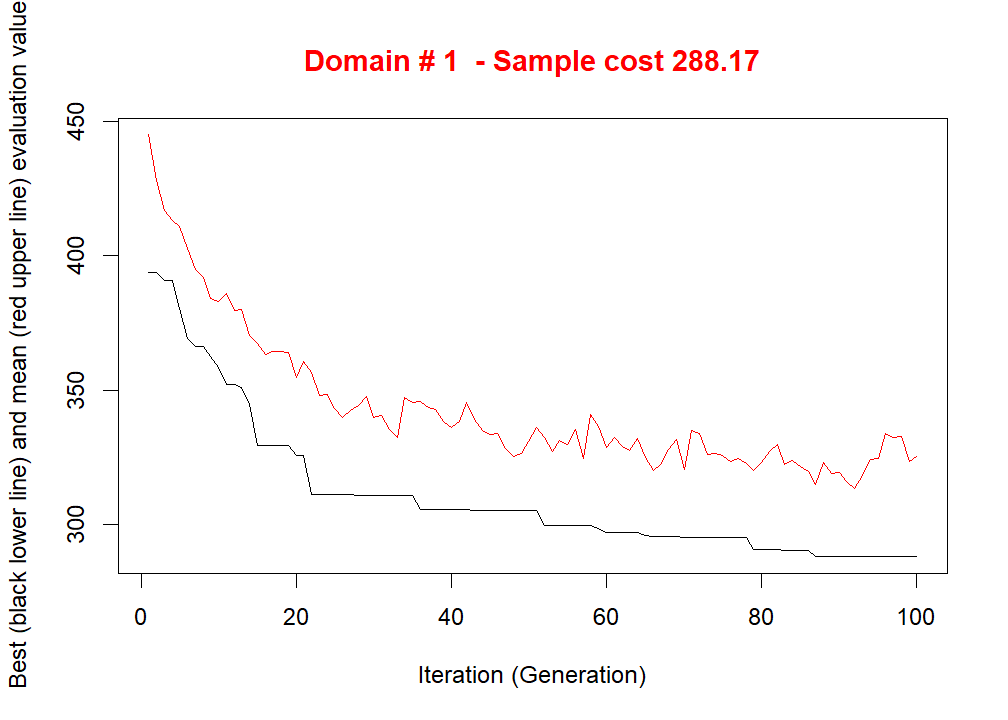 Domain # 1 - Sample cost 288.17
Best (black lower line) and mean (red upper line) evaluation value
450
400
350
300
0 20 40 60 80 100
Iteration (Generation)